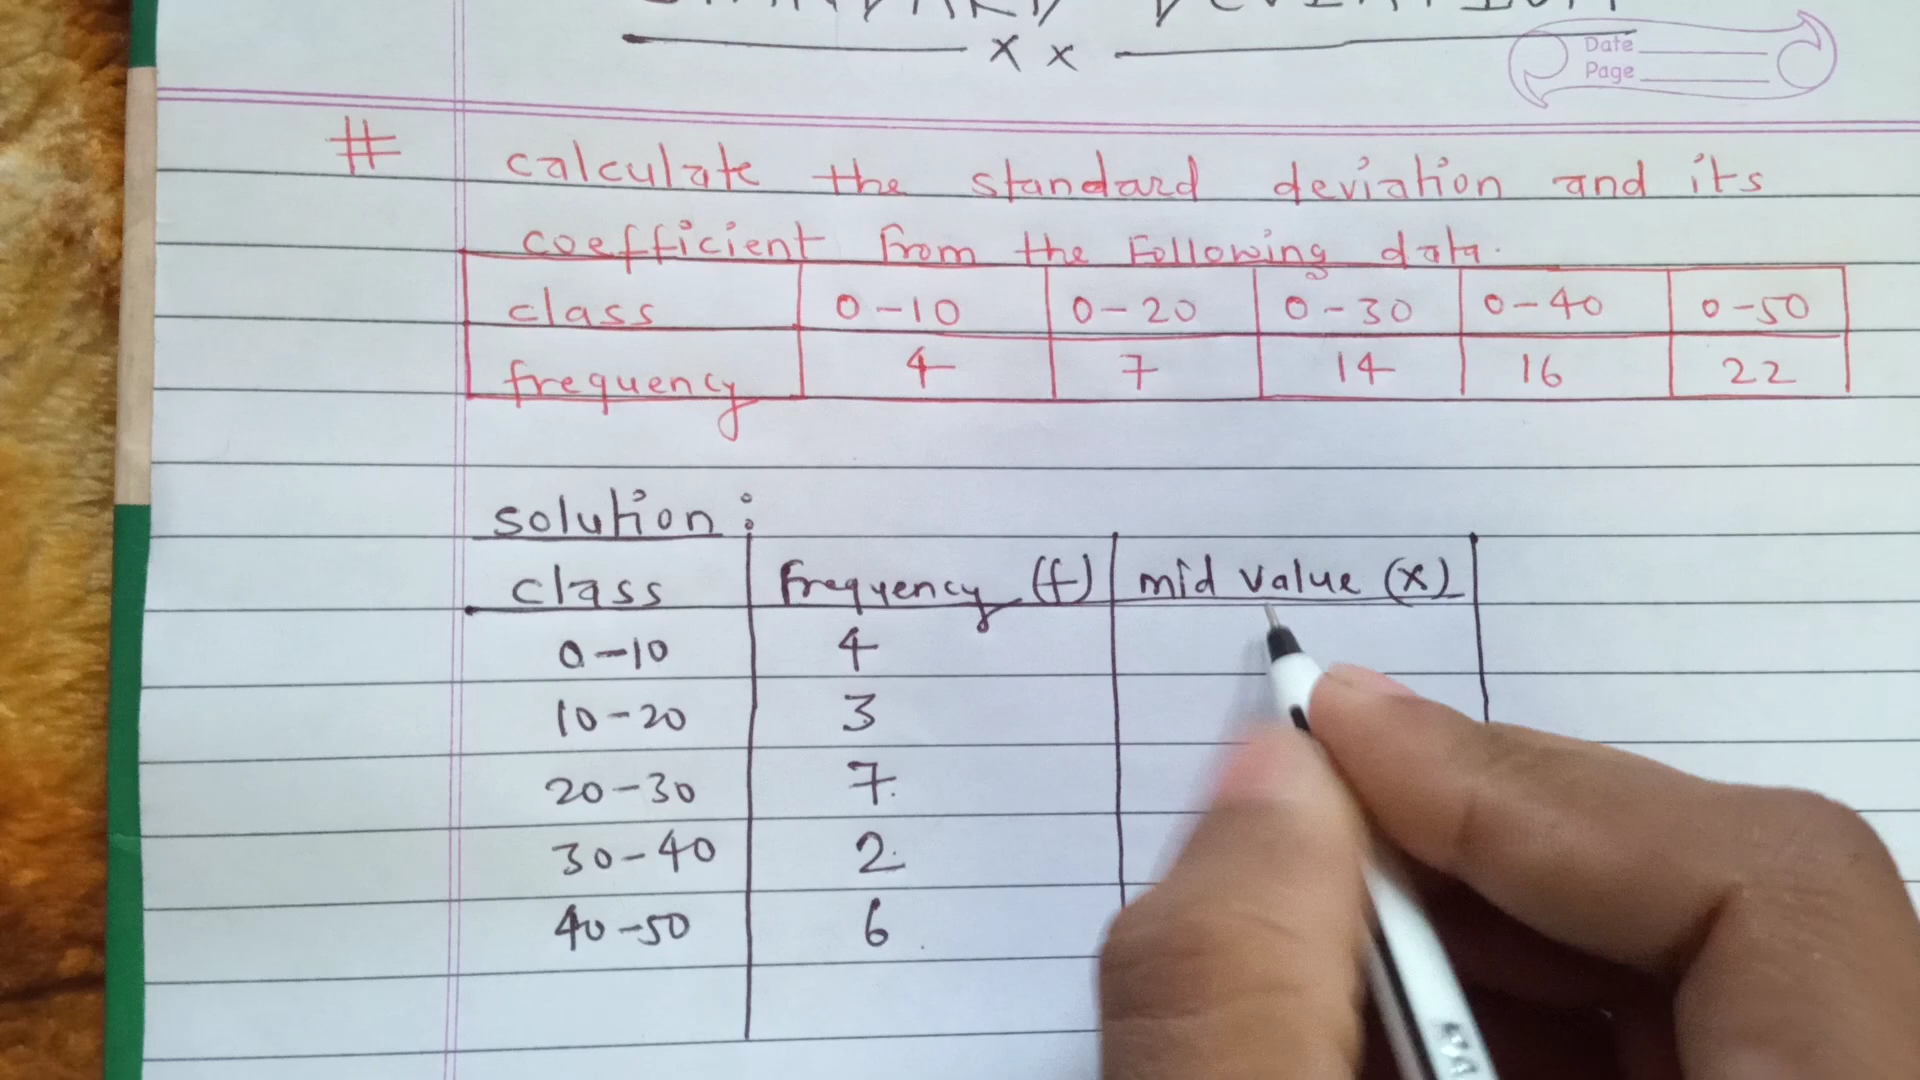 STANDARD DEVIATION
x x
Date
Page
# calculate the standard deviation and its
coefficient from the following data.
class 0-10 0-20 0-30 0-40 0-50
frequency 4 7 14 16 22
solution:
class frequency (f) mid value (x)
0-10 4
10-20 3
20-30 7
30-40 2
40-50 6